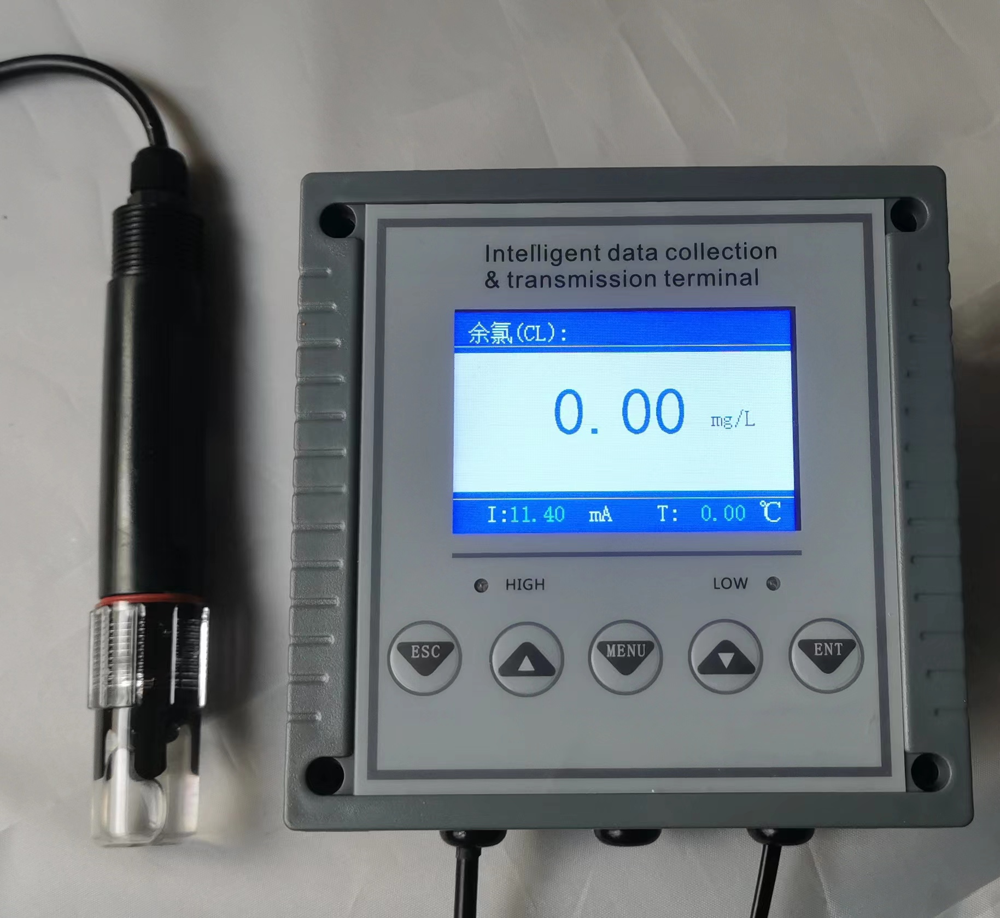 Intelligent data collection
& transmission terminal
余氯(CL):
0.00 mg/L
I:11.40 mA T: 0.00 ℃
HIGH LOW
ESC MENU ENT